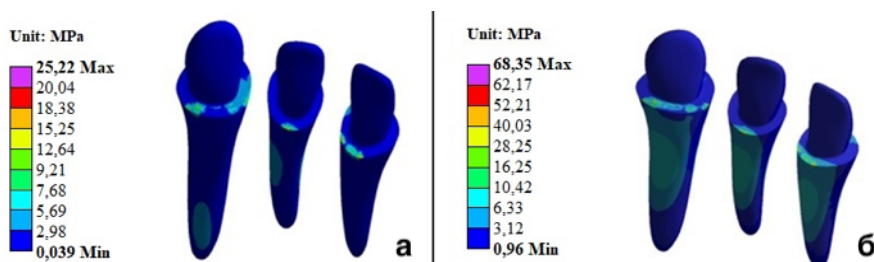 Unit: MPa
25,22 Max
20,04
18,38
15,25
12,64
9,21
7,68
5,69
2,98
0,039 Min
а
Unit: MPa
68,35 Max
62,17
52,21
40,03
28,25
16,25
10,42
6,33
3,12
0,96 Min
б